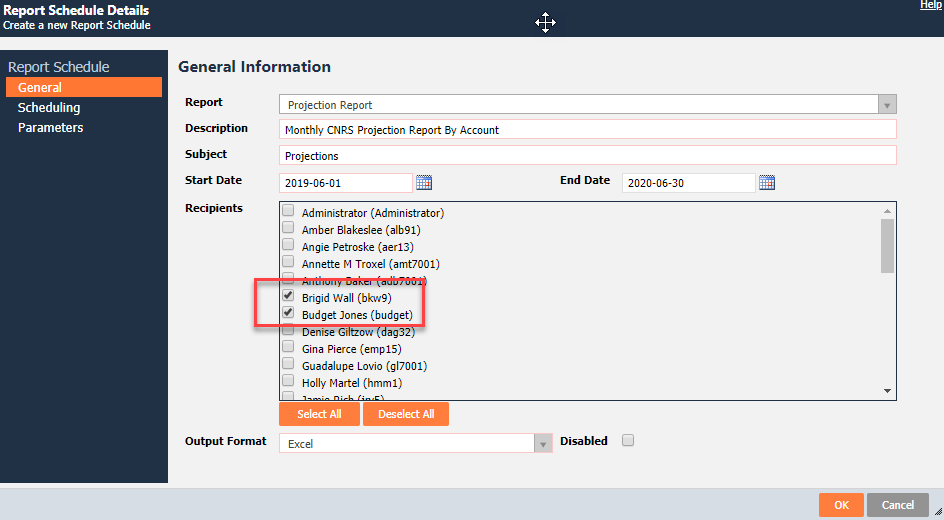 Report Schedule Details
Help
Create a new Report Schedule
Report Schedule
General
Scheduling
Parameters
General Information
Report
Projection Report
Description
Monthly CNRS Projection Report By Account
Subject
Projections
Start Date
2019-06-01
End Date
2020-06-30
Recipients
Administrator (Administrator)
Amber Blakeslee (alb91)
Angie Petroske (aer13)
Annette M Troxel (amt7001)
Anthony Baker (adb7001)
Brigid Wall (bkw9)
Budget Jones (budget)
Denise Giltzow (dag32)
Gina Pierce (emp15)
Guadalupe Lovio (gl7001)
Holly Martel (hmm1)
Jamie Rich
Select All
Deselect All
Output Format
Excel
Disabled
OK
Cancel